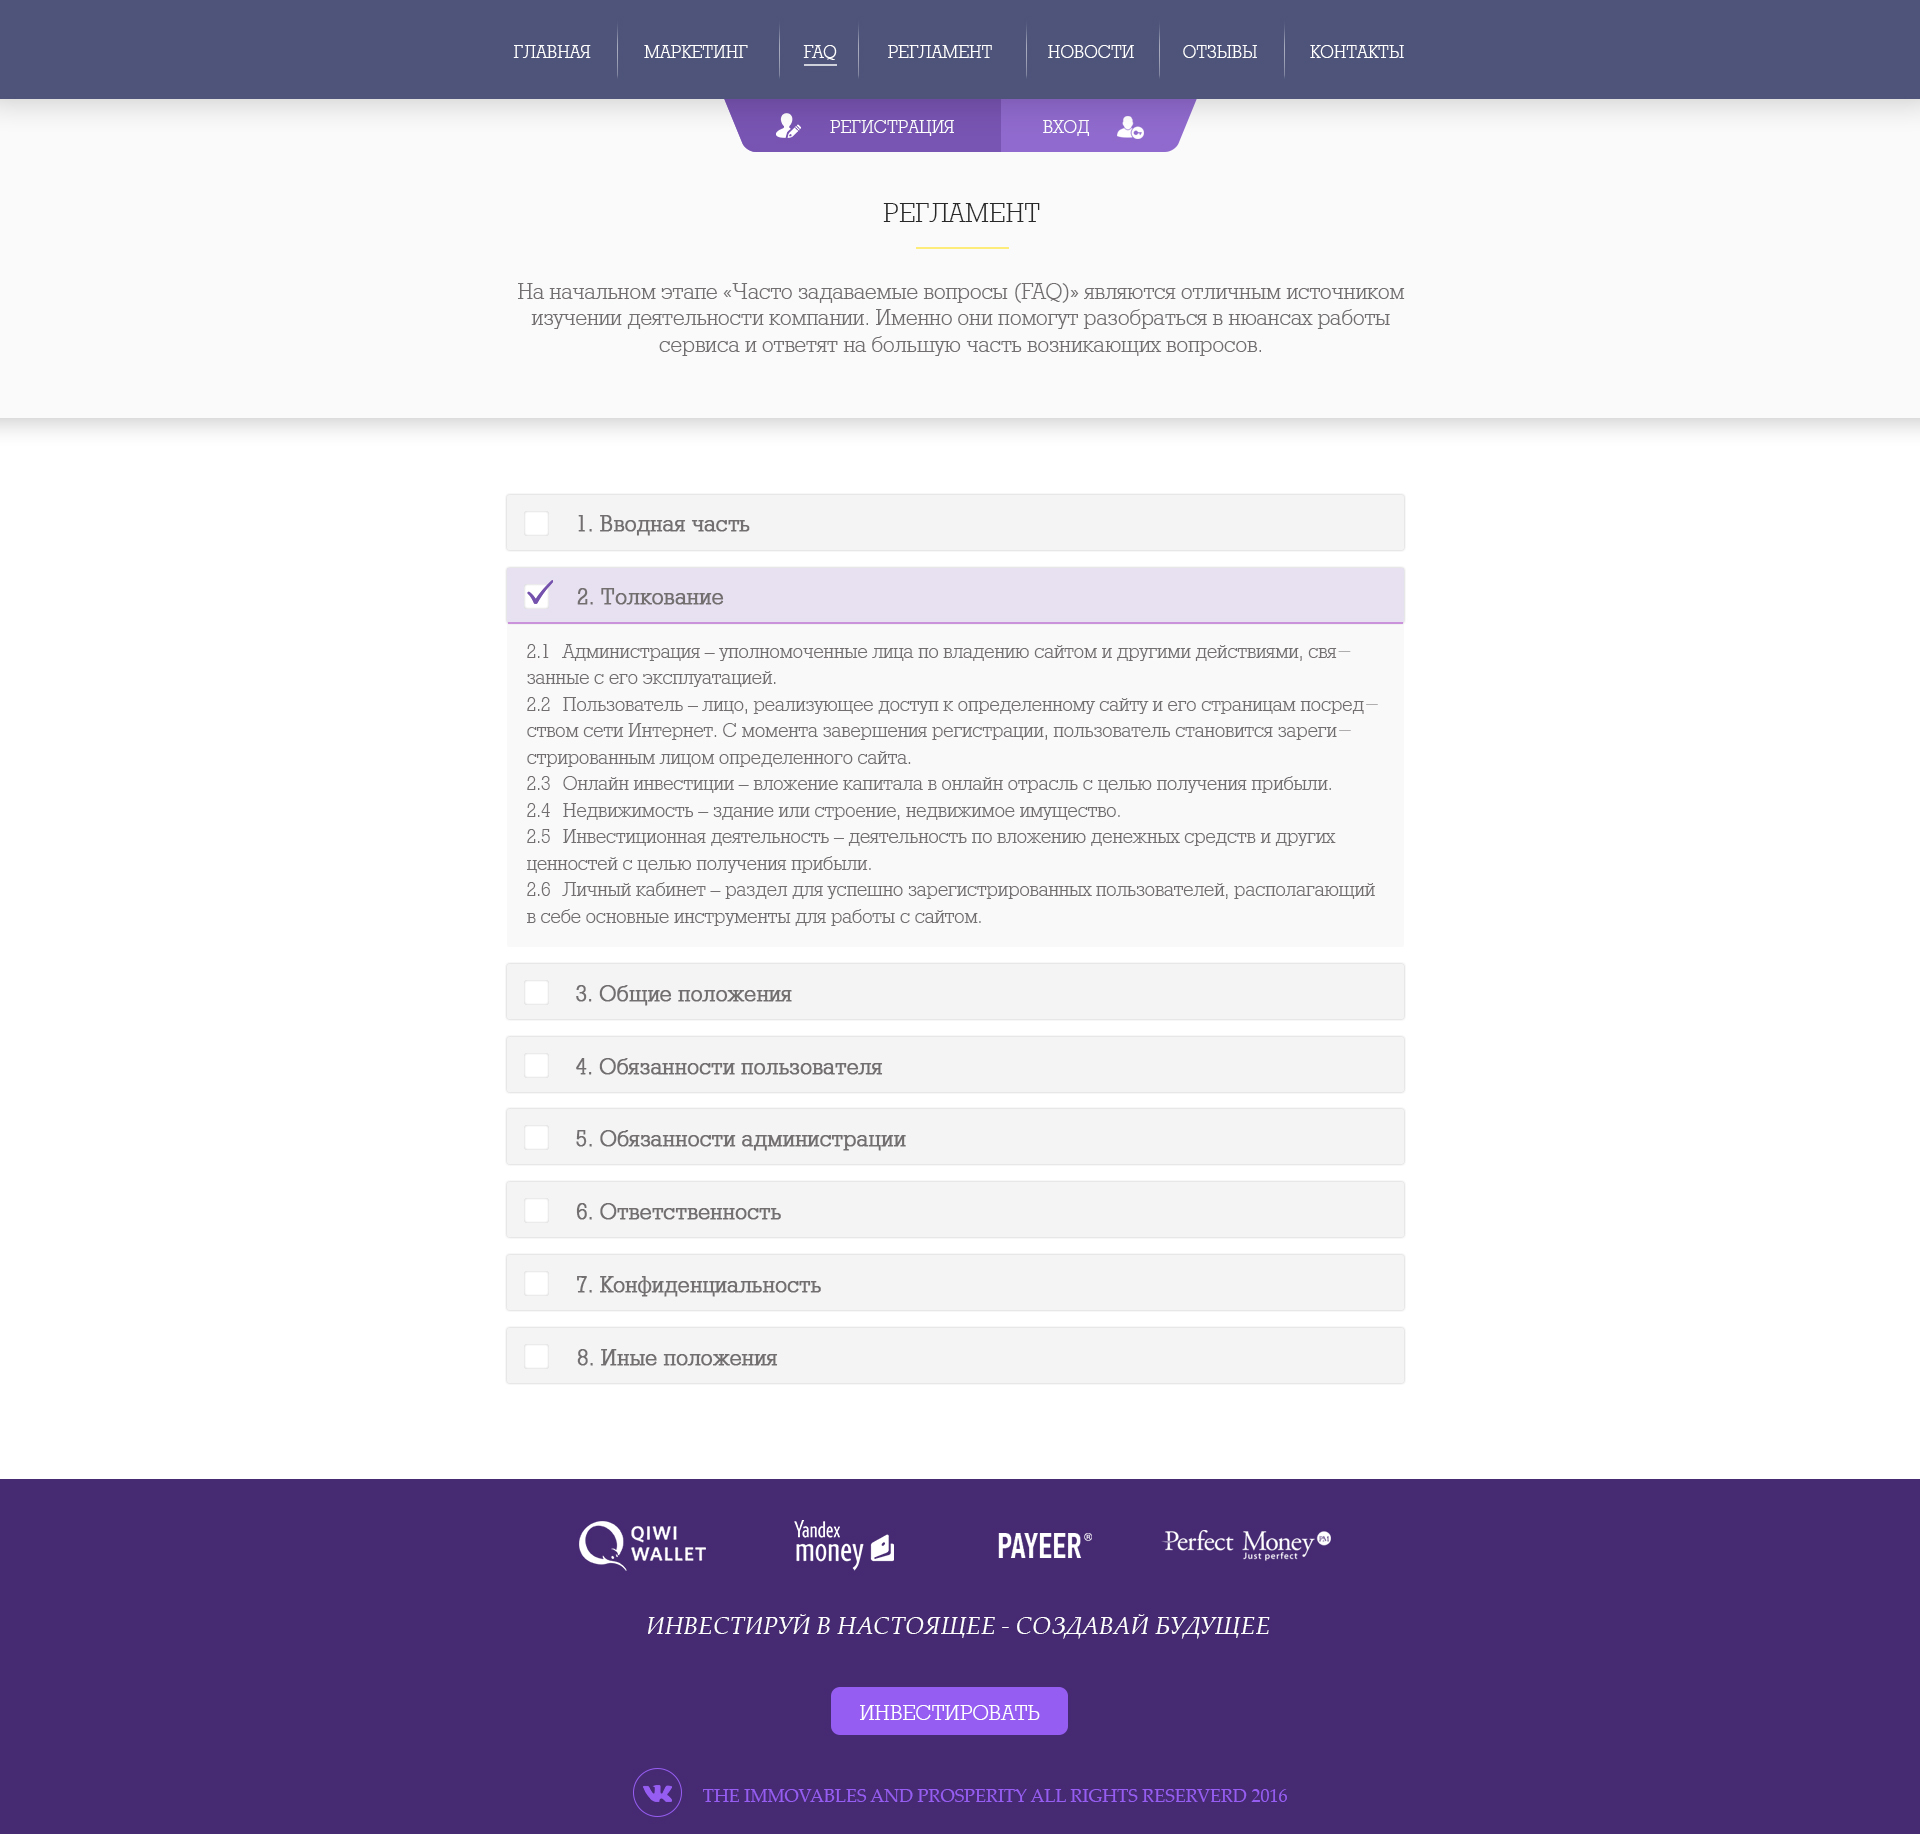 ГЛАВНАЯ МАРКЕТИНГ FAQ РЕГЛАМЕНТ НОВОСТИ ОТЗЫВЫ КОНТАКТЫ
РЕГИСТРАЦИЯ ВХОД
РЕГЛАМЕНТ
На начальном этапе «Часто задаваемые вопросы (FAQ)» являются отличным источником
изучении деятельности компании. Именно они помогут разобраться в нюансах работы
сервиса и ответят на большую часть возникающих вопросов.
1. Вводная часть
2. Толкование
2.1 Администрация – уполномоченные лица по владению сайтом и другими действиями, свя–
занные с его эксплуатацией.
2.2 Пользователь – лицо, реализующее доступ к определенному сайту и его страницам посред–
ством сети Интернет. С момента завершения регистрации, пользователь становится зареги–
стрированным лицом определенного сайта.
2.3 Онлайн инвестиции – вложение капитала в онлайн отрасль с целью получения прибыли.
2.4 Недвижимость – здание или строение, недвижимое имущество.
2.5 Инвестиционная деятельность – деятельность по вложению денежных средств и других
ценностей с целью получения прибыли.
2.6 Личный кабинет – раздел для успешно зарегистрированных пользователей, располагающий
в себе основные инструменты для работы с сайтом.
3. Общие положения
4. Обязанности пользователя
5. Обязанности администрации
6. Ответственность
7. Конфиденциальность
8. Иные положения
QIWI
WALLET
Yandex
money
PAYEER®
Perfect Money PM
Just perfect
ИНВЕСТИРУЙ В НАСТОЯЩЕЕ - СОЗДАВАЙ БУДУЩЕЕ
ИНВЕСТИРОВАТЬ
THE IMMOVABLES AND PROSPERITY ALL RIGHTS RESERVERD 2016